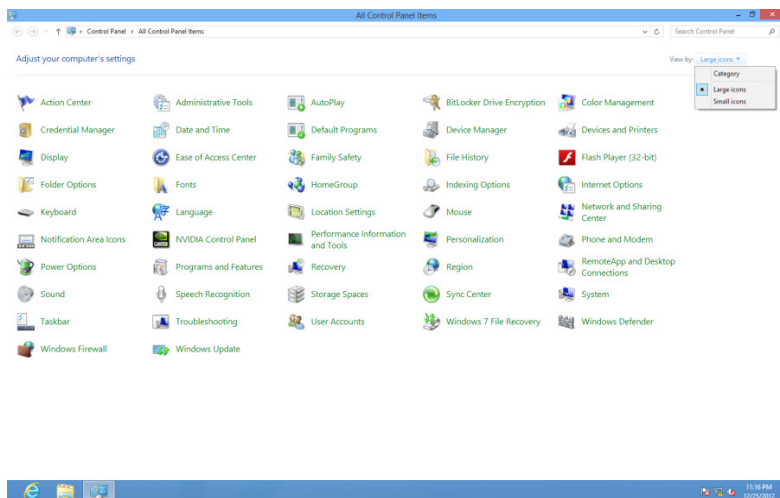 All Control Panel Items
Control Panel
All Control Panel Items
Search Control Panel
Adjust your computer's settings
View by: Large icons
Category
Large icons
Small icons
Action Center
Administrative Tools
AutoPlay
BitLocker Drive Encryption
Color Management
Credential Manager
Date and Time
Default Programs
Device Manager
Devices and Printers
Display
Ease of Access Center
Family Safety
File History
Flash Player (32-bit)
Folder Options
Fonts
HomeGroup
Indexing Options
Internet Options
Keyboard
Language
Location Settings
Mouse
Network and Sharing
Center
Notification Area Icons
NVIDIA Control Panel
Performance Information
and Tools
Personalization
Phone and Modem
Power Options
Programs and Features
Recovery
Region
RemoteApp and Desktop
Connections
Sound
Speech Recognition
Storage Spaces
Sync Center
System
Taskbar
Troubleshooting
User Accounts
Windows 7 File Recovery
Windows Defender
Windows Firewall
Windows Update
11:16 PM
12/25/2012